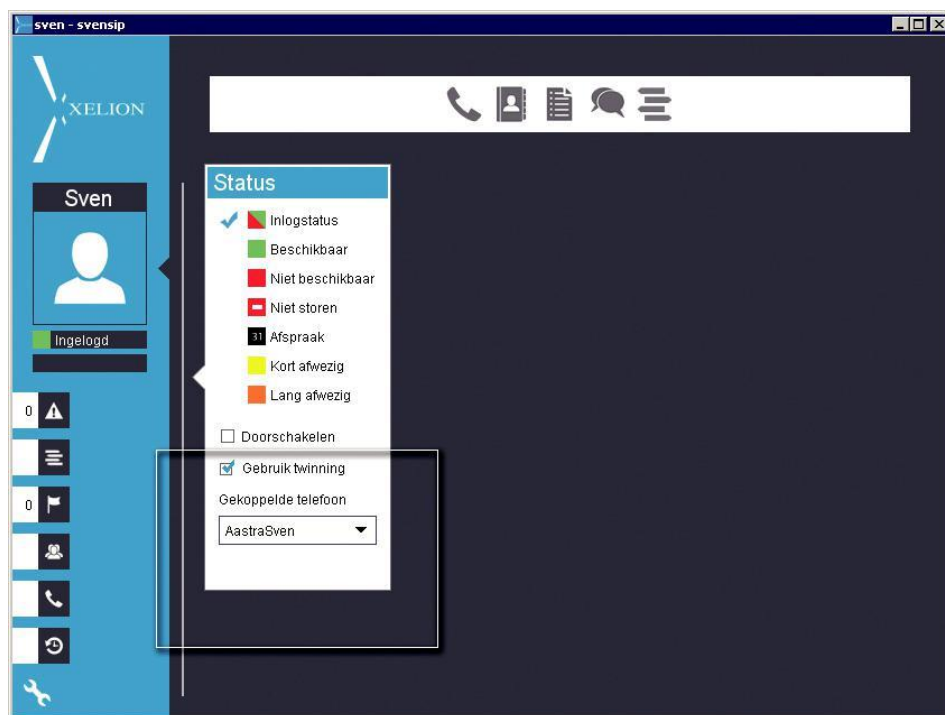 sven - svensip
XELION
Sven
Ingelogd
0
0
Status
Inlogstatus
Beschikbaar
Niet beschikbaar
Niet storen
31 Afspraak
Kort afwezig
Lang afwezig
Doorschakelen
Gebruik twinning
Gekoppelde telefoon
AastraSven